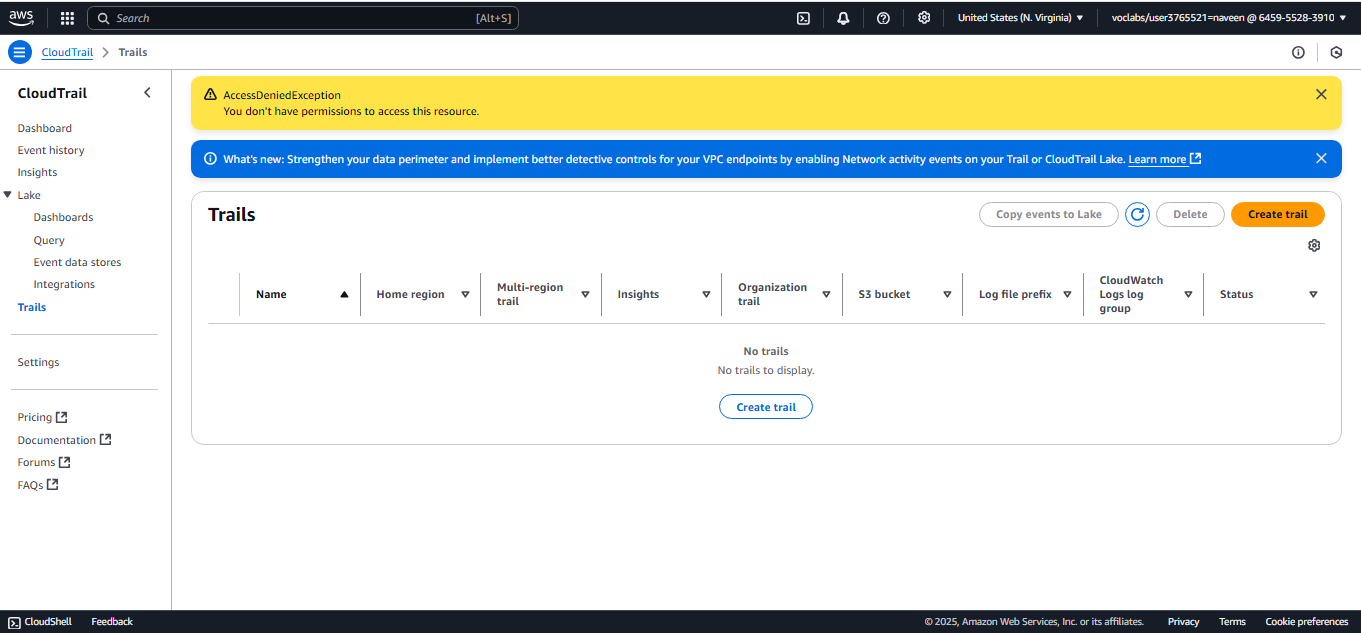 aws
Search
[Alt+S]
United States (N. Virginia)
voclabs/user3765521=naveen @ 6459-5528-3910
CloudTrail
Trails
CloudTrail
Dashboard
Event history
Insights
Lake
Dashboards
Query
Event data stores
Integrations
Trails
Settings
Pricing
Documentation
Forums
FAQs
AccessDeniedException
You don't have permissions to access this resource.
What's new: Strengthen your data perimeter and implement better detective controls for your VPC endpoints by enabling Network activity events on your Trail or CloudTrail Lake. Learn more
Trails
Copy events to Lake
Delete
Create trail
Name
Home region
Multi-region
trail
Insights
Organization
trail
S3 bucket
Log file prefix
CloudWatch
Logs log
group
Status
No trails
No trails to display.
Create trail
CloudShell
Feedback
© 2025, Amazon Web Services, Inc. or its affiliates.
Privacy
Terms
Cookie preferences